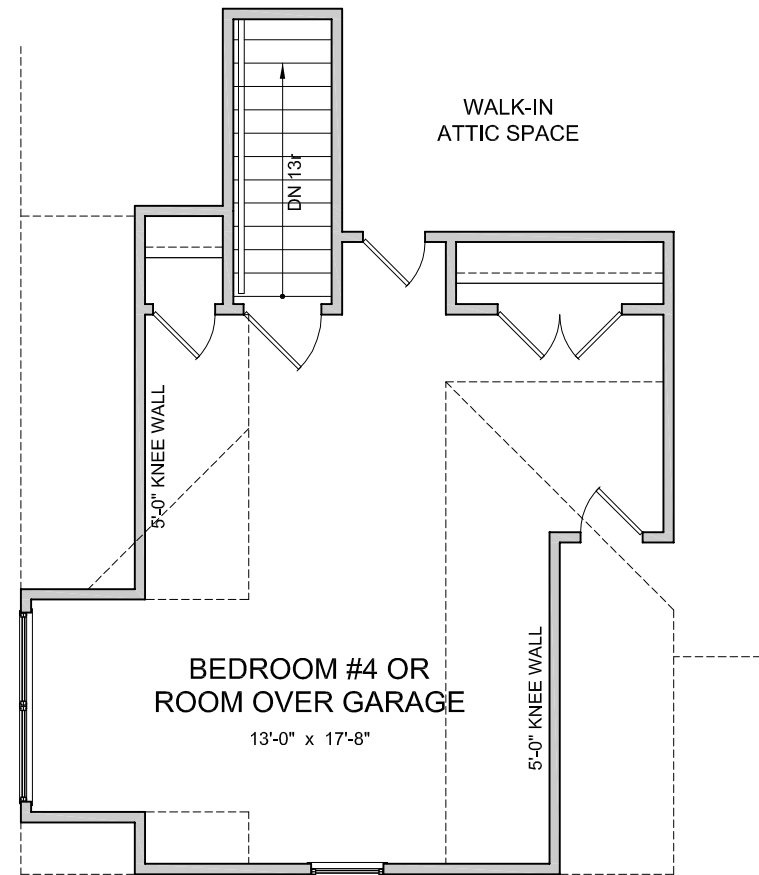 WALK-IN
ATTIC SPACE
DN 13r
5'-0" KNEE WALL
BEDROOM #4 OR
ROOM OVER GARAGE
13'-0" x 17'-8"
5'-0" KNEE WALL